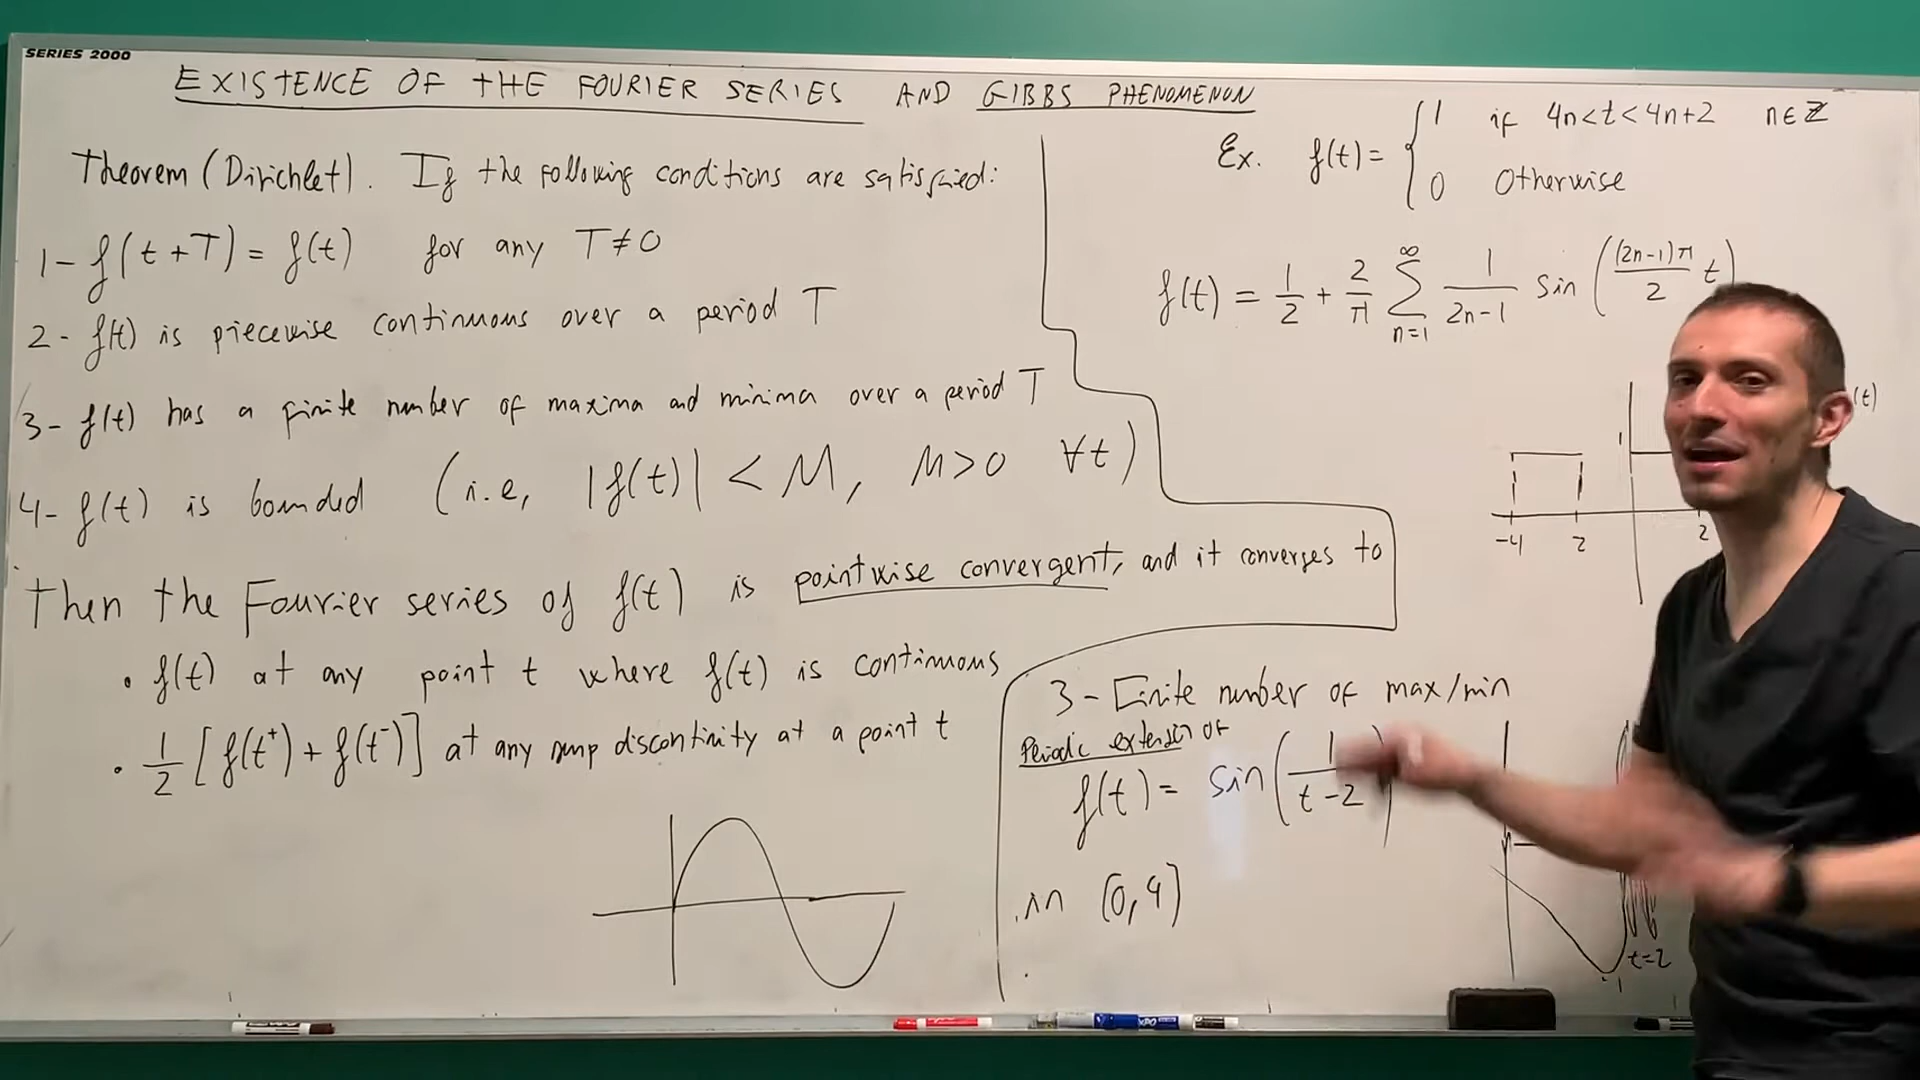 SERIES 2000
EXISTENCE OF THE FOURIER SERIES AND GIBBS PHENOMENON
Theorem (Dirichlet). If the following conditions are satisfied:
1- f(t+T) = f(t) for any T≠0
2- f(t) is piecewise continuous over a period T
3- f(t) has a finite number of maxima and minima over a period T
4- f(t) is bounded (i.e, |f(t)| < M, M>0 ∀t)
Then the Fourier series of f(t) is pointwise convergent, and it converges to
• f(t) at any point t where f(t) is continuous
• 1/2 [f(t⁺) + f(t⁻)] at any jump discontinuity at a point t
Ex. f(t) = { 1 if 4n<t<4n+2 n∈ℤ
0 Otherwise
f(t) = 1/2 + 2/π ∑_{n=1}^{∞} 1/(2n-1) sin((2n-1)π/2 t)
(t)
1
-4 2 2
3- Finite number of max/min
Periodic extension of
f(t) = sin(1/(t-2))
in (0,4)
t=2
-1
EXPO